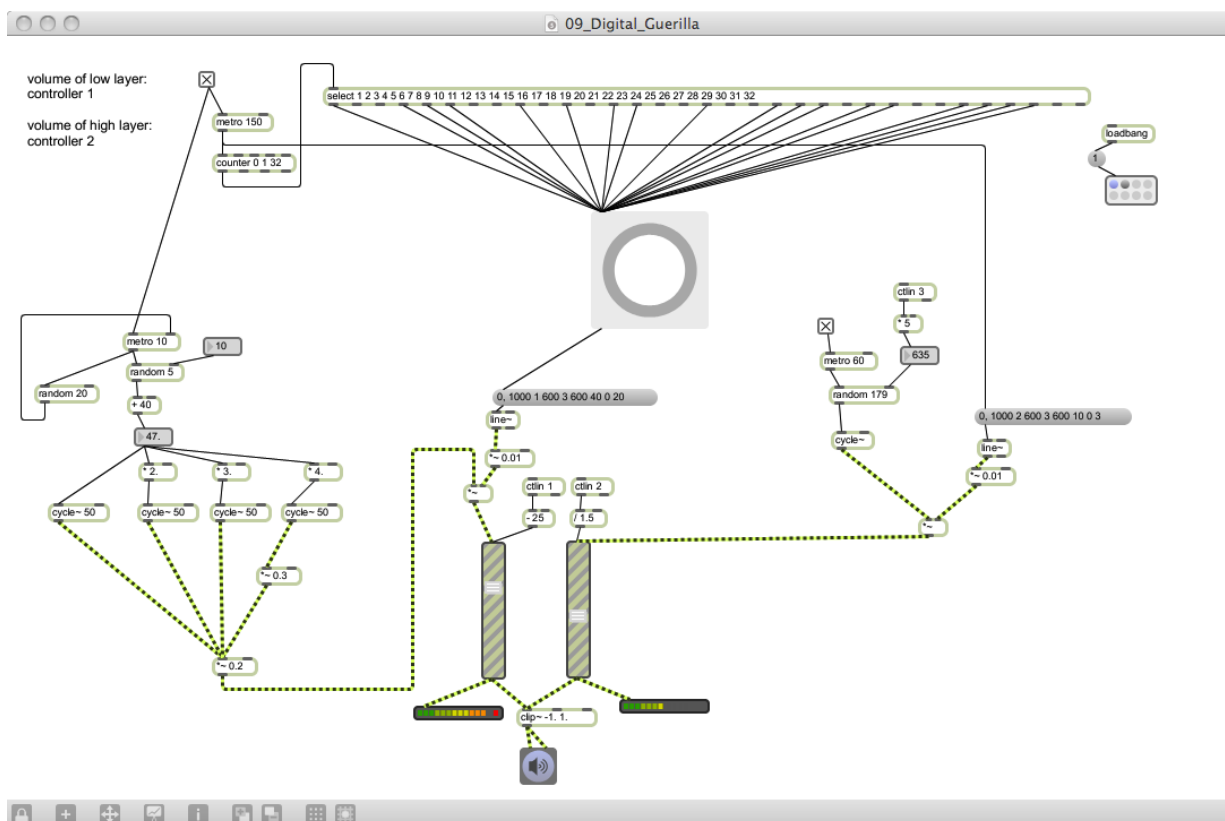 09_Digital_Guerilla
volume of low layer:
controller 1
volume of high layer:
controller 2
select 1 2 3 4 5 6 7 8 9 10 11 12 13 14 15 16 17 18 19 20 21 22 23 24 25 26 27 28 29 30 31 32
metro 150
loadbang
counter 0 1 32
1
ctlin 3
* 5
metro 10
10
635
metro 60
random 5
random 20
random 179
+ 40
0, 1000 1 600 3 600 40 0 20
0, 1000 2 600 3 600 10 0 3
line~
47.
cycle~
line~
*~ 0.01
* 2.
* 3.
* 4.
*~ 0.01
ctlin 1
ctlin 2
*~
cycle~ 50
cycle~ 50
cycle~ 50
cycle~ 50
- 25
/ 1.5
*~
*~ 0.3
*~ 0.2
clip~ -1. 1.